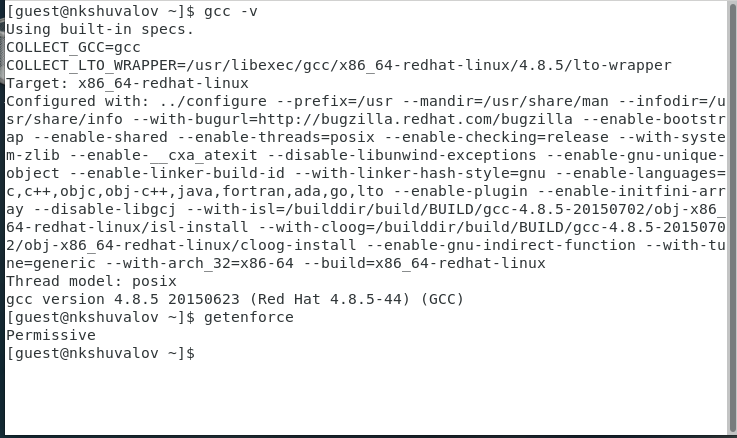 [guest@nkshuvalov ~]$ gcc -v
Using built-in specs.
COLLECT_GCC=gcc
COLLECT_LTO_WRAPPER=/usr/libexec/gcc/x86_64-redhat-linux/4.8.5/lto-wrapper
Target: x86_64-redhat-linux
Configured with: ../configure --prefix=/usr --mandir=/usr/share/man --infodir=/u
sr/share/info --with-bugurl=http://bugzilla.redhat.com/bugzilla --enable-bootstr
ap --enable-shared --enable-threads=posix --enable-checking=release --with-syste
m-zlib --enable-__cxa_atexit --disable-libunwind-exceptions --enable-gnu-unique-
object --enable-linker-build-id --with-linker-hash-style=gnu --enable-languages=
c,c++,objc,obj-c++,java,fortran,ada,go,lto --enable-plugin --enable-initfini-arr
ay --disable-libgcj --with-isl=/builddir/build/BUILD/gcc-4.8.5-20150702/obj-x86_
64-redhat-linux/isl-install --with-cloog=/builddir/build/BUILD/gcc-4.8.5-2015070
2/obj-x86_64-redhat-linux/cloog-install --enable-gnu-indirect-function --with-tu
ne=generic --with-arch_32=x86-64 --build=x86_64-redhat-linux
Thread model: posix
gcc version 4.8.5 20150623 (Red Hat 4.8.5-44) (GCC)
[guest@nkshuvalov ~]$ getenforce
Permissive
[guest@nkshuvalov ~]$